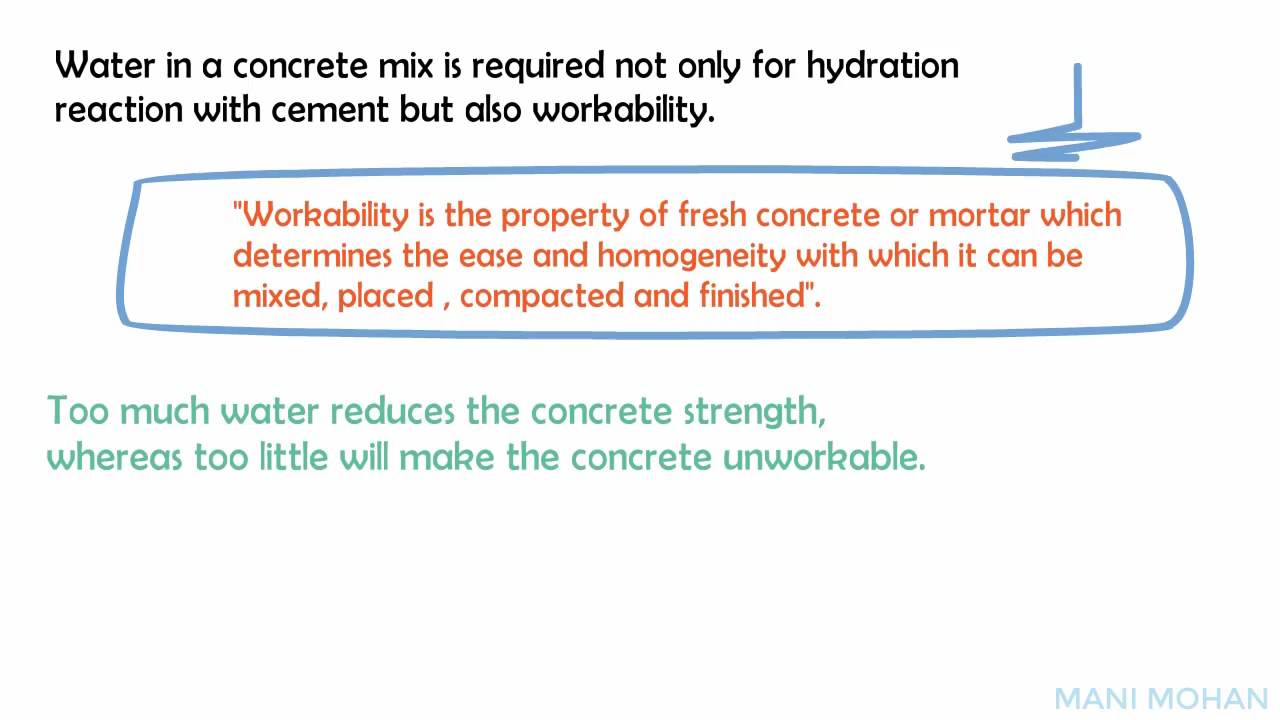 Water in a concrete mix is required not only for hydration
reaction with cement but also workability.
"Workability is the property of fresh concrete or mortar which
determines the ease and homogeneity with which it can be
mixed, placed , compacted and finished".
Too much water reduces the concrete strength,
whereas too little will make the concrete unworkable.
MANI MOHAN